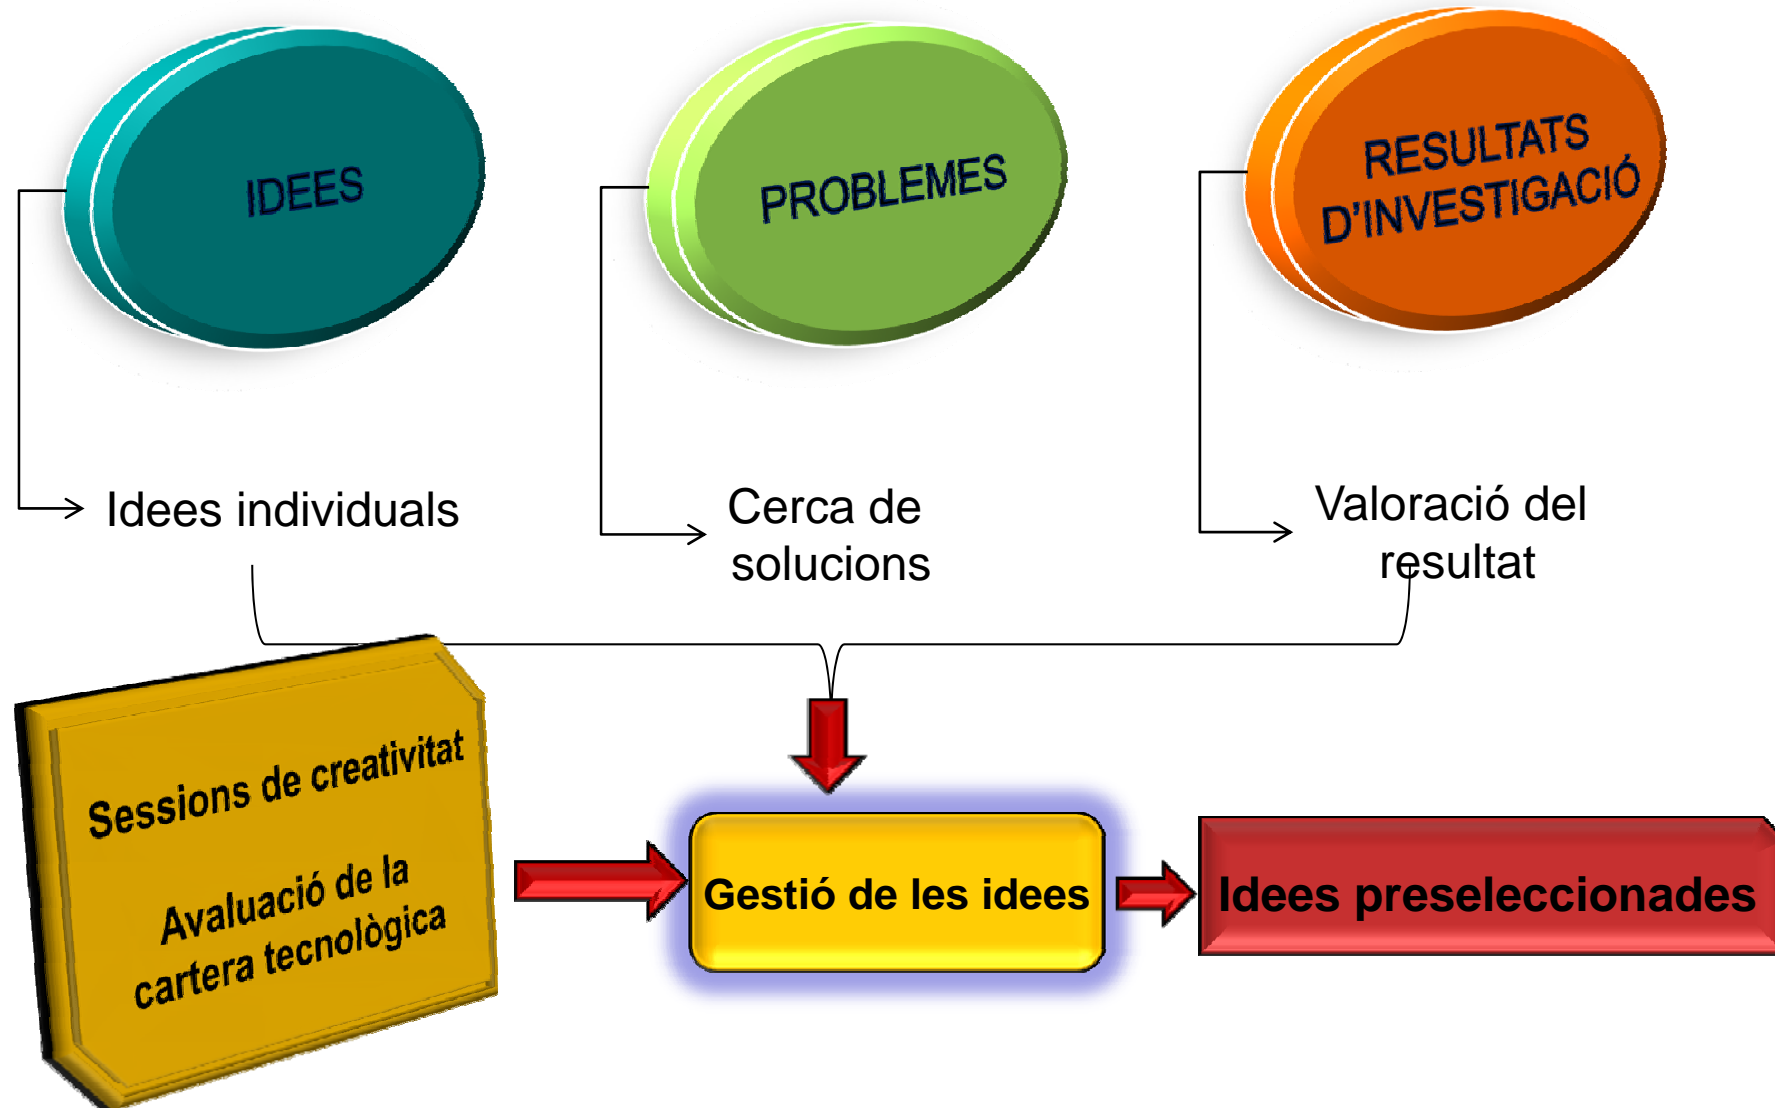 IDEES
PROBLEMES
RESULTATS
D'INVESTIGACIÓ
Idees individuals
Cerca de
solucions
Valoració del
resultat
Sessions de creativitat
Avaluació de la
cartera tecnològica
Gestió de les idees
Idees preseleccionades